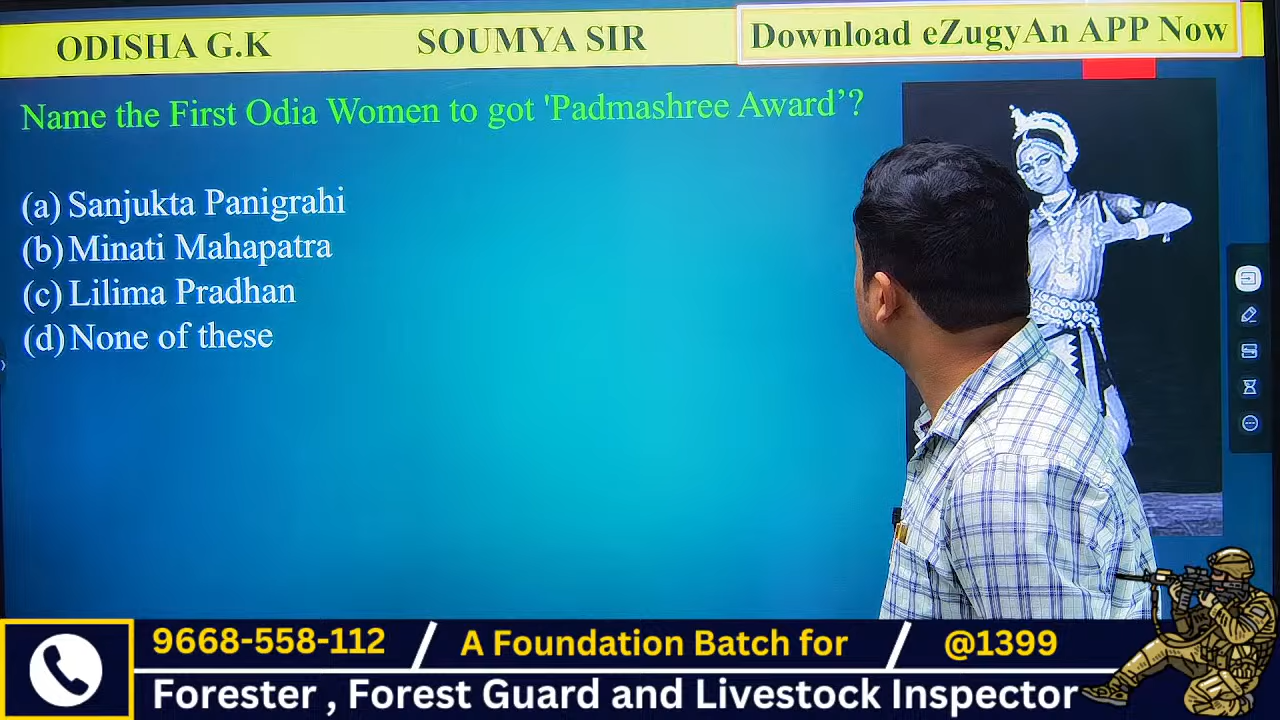 ODISHA G.K
SOUMYA SIR
Download eZugyAn APP Now
Name the First Odia Women to got 'Padmashree Award’?
(a) Sanjukta Panigrahi
(b) Minati Mahapatra
(c) Lilima Pradhan
(d) None of these
9668-558-112 / A Foundation Batch for / @1399
Forester , Forest Guard and Livestock Inspector